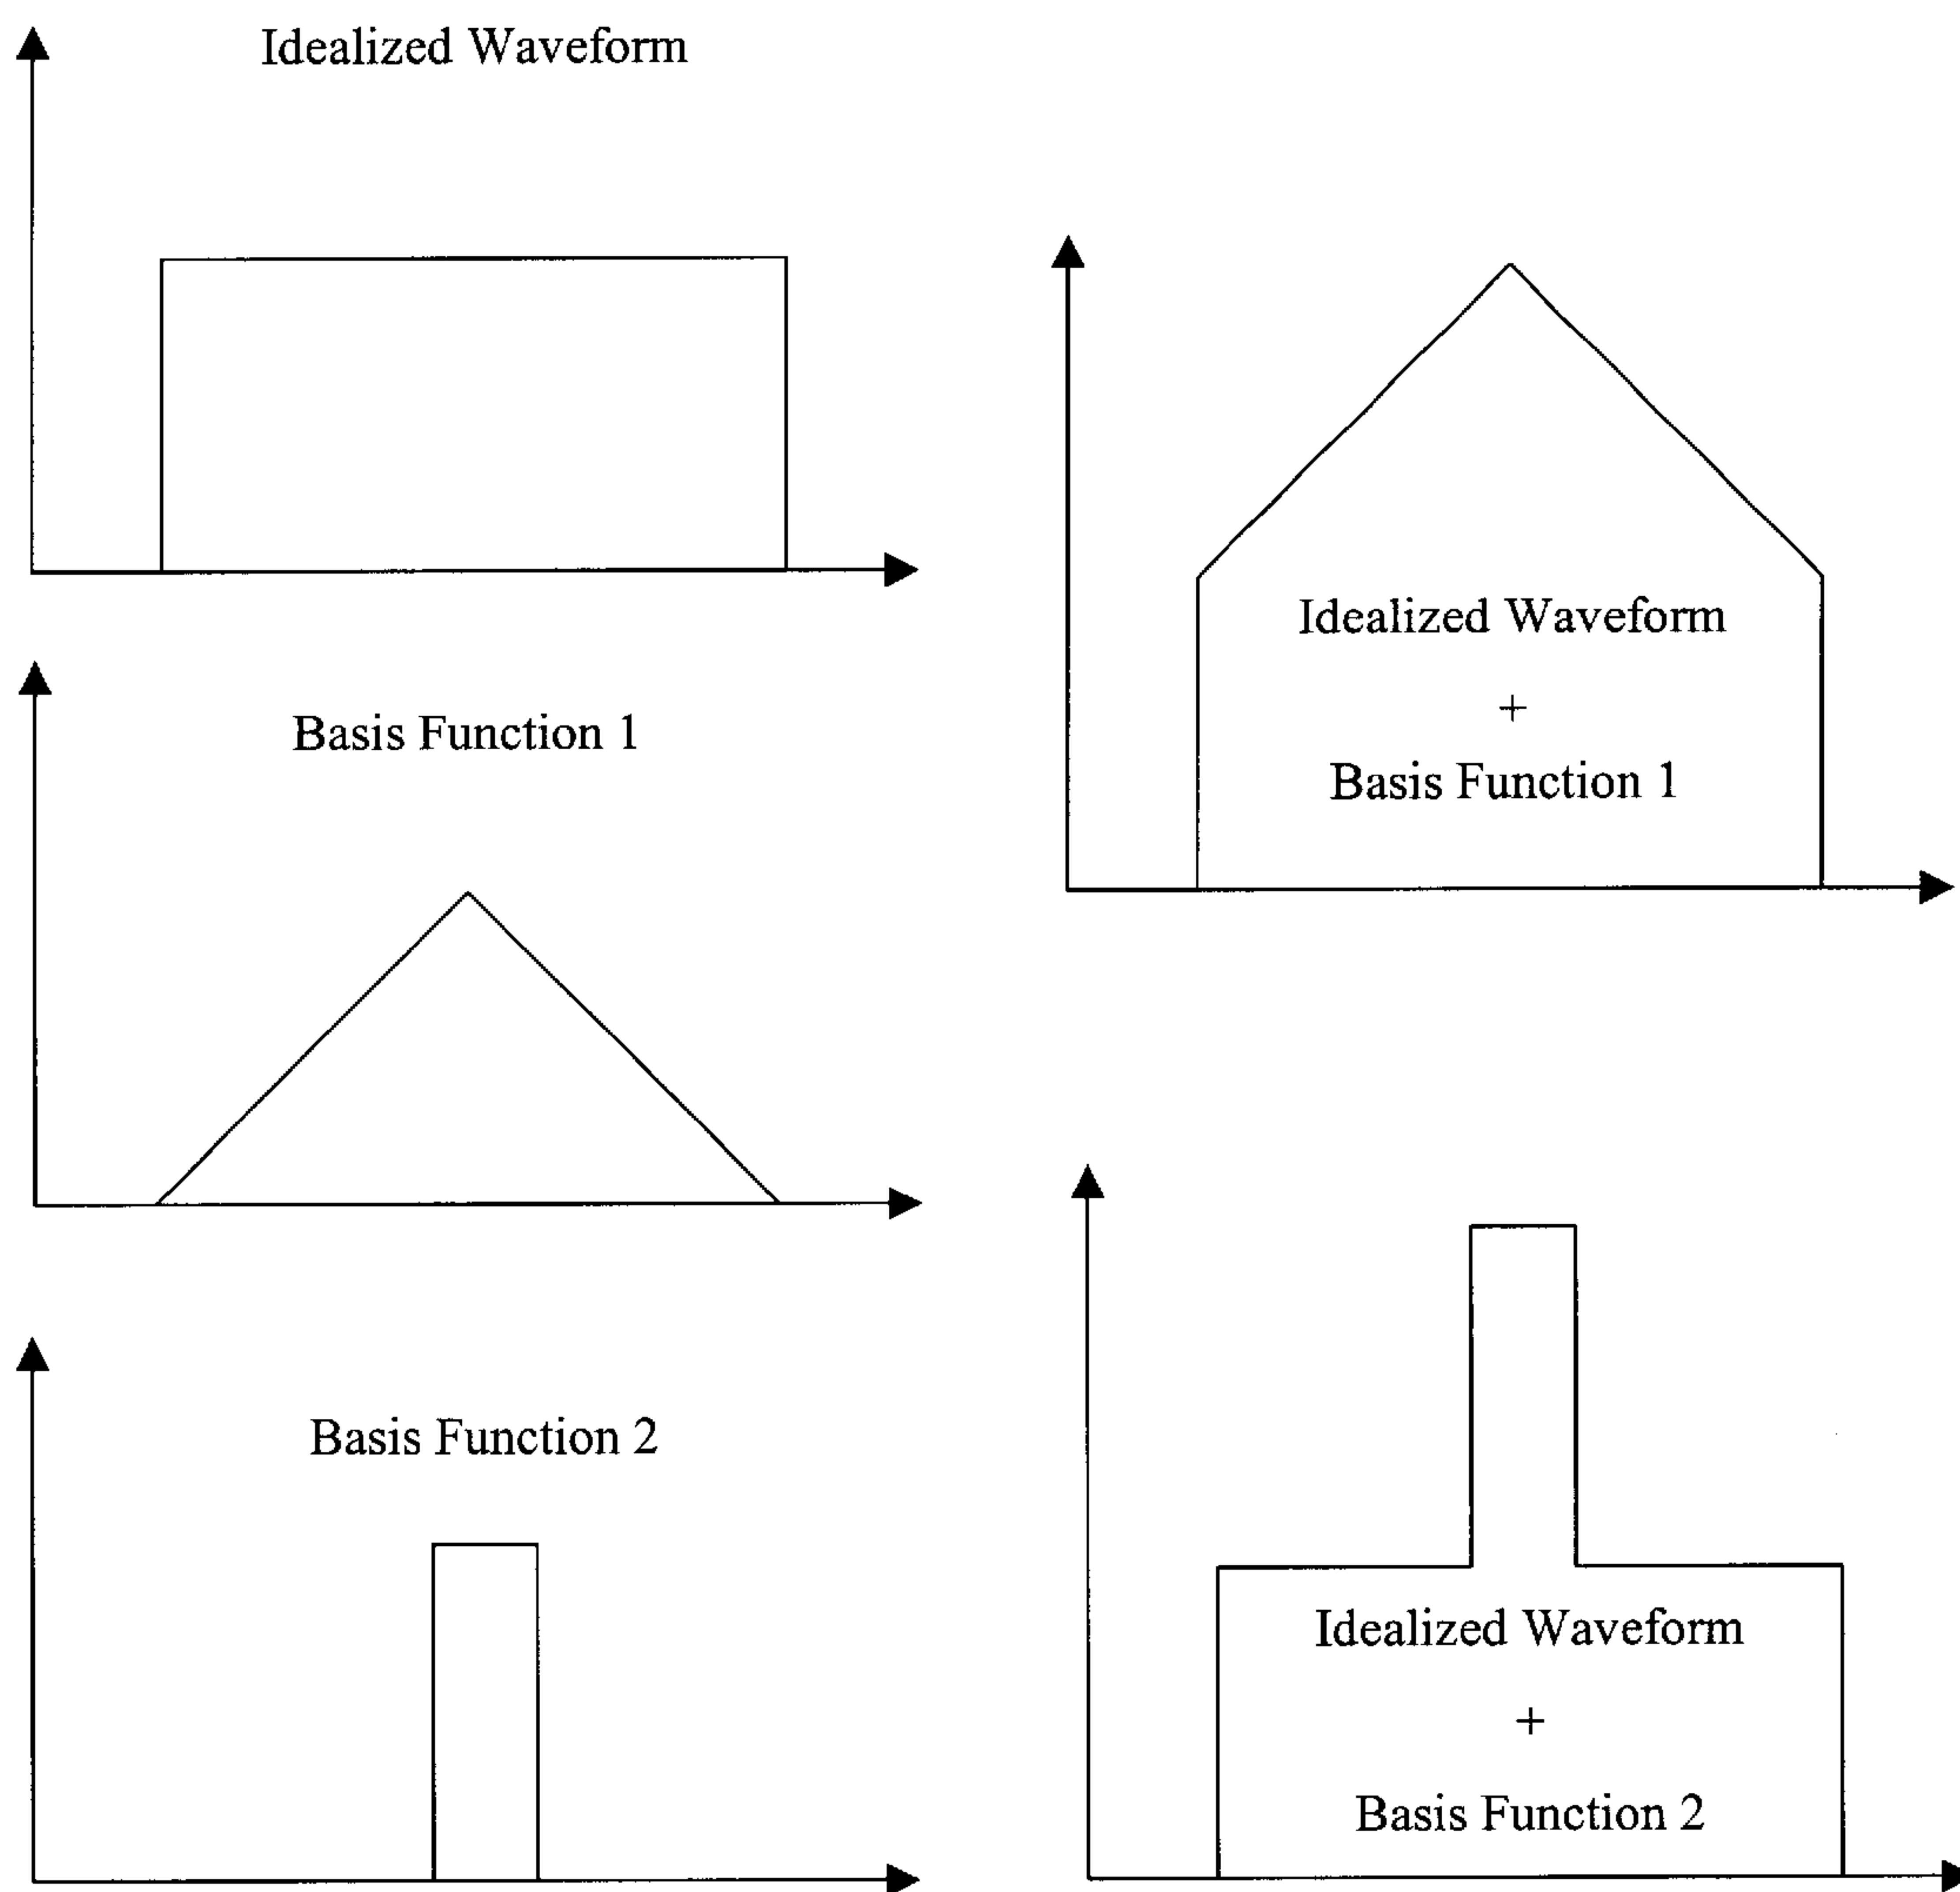 Idealized Waveform
Basis Function 1
Basis Function 2
Idealized Waveform
+
Basis Function 1
Idealized Waveform
+
Basis Function 2